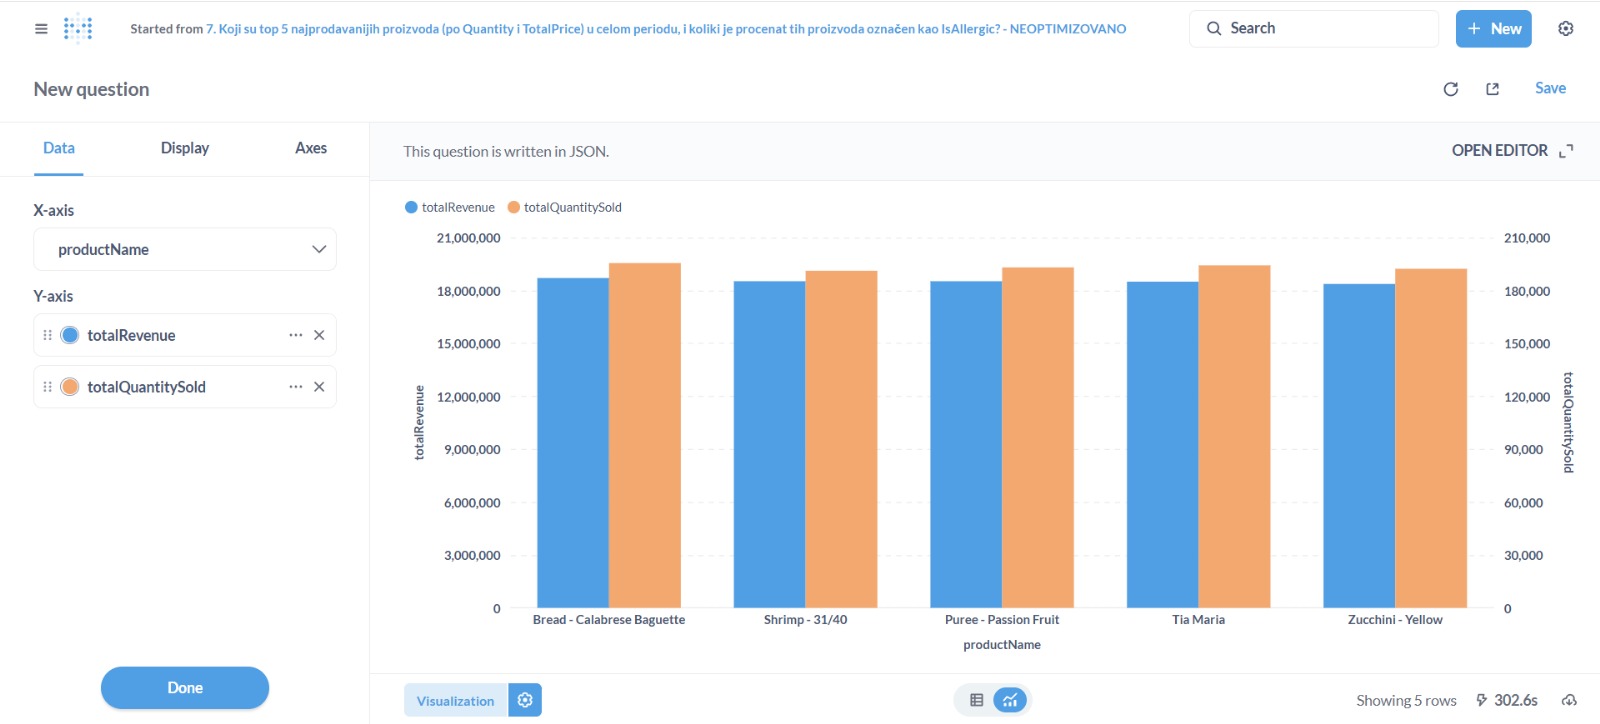 Started from 7. Koji su top 5 najprodavanijih proizvoda (po Quantity i TotalPrice) u celom periodu, i koliki je procenat tih proizvoda označen kao IsAllergic? - NEOPTIMIZOVANO
Search
+ New
New question
Save
Data
Display
Axes
This question is written in JSON.
OPEN EDITOR
X-axis
productName
Y-axis
totalRevenue
totalQuantitySold
Done
totalRevenue
totalQuantitySold
21,000,000
18,000,000
15,000,000
12,000,000
9,000,000
6,000,000
3,000,000
0
totalRevenue
210,000
180,000
150,000
120,000
90,000
60,000
30,000
0
totalQuantitySold
Bread - Calabrese Baguette
Shrimp - 31/40
Puree - Passion Fruit
Tia Maria
Zucchini - Yellow
productName
Visualization
Showing 5 rows
302.6s